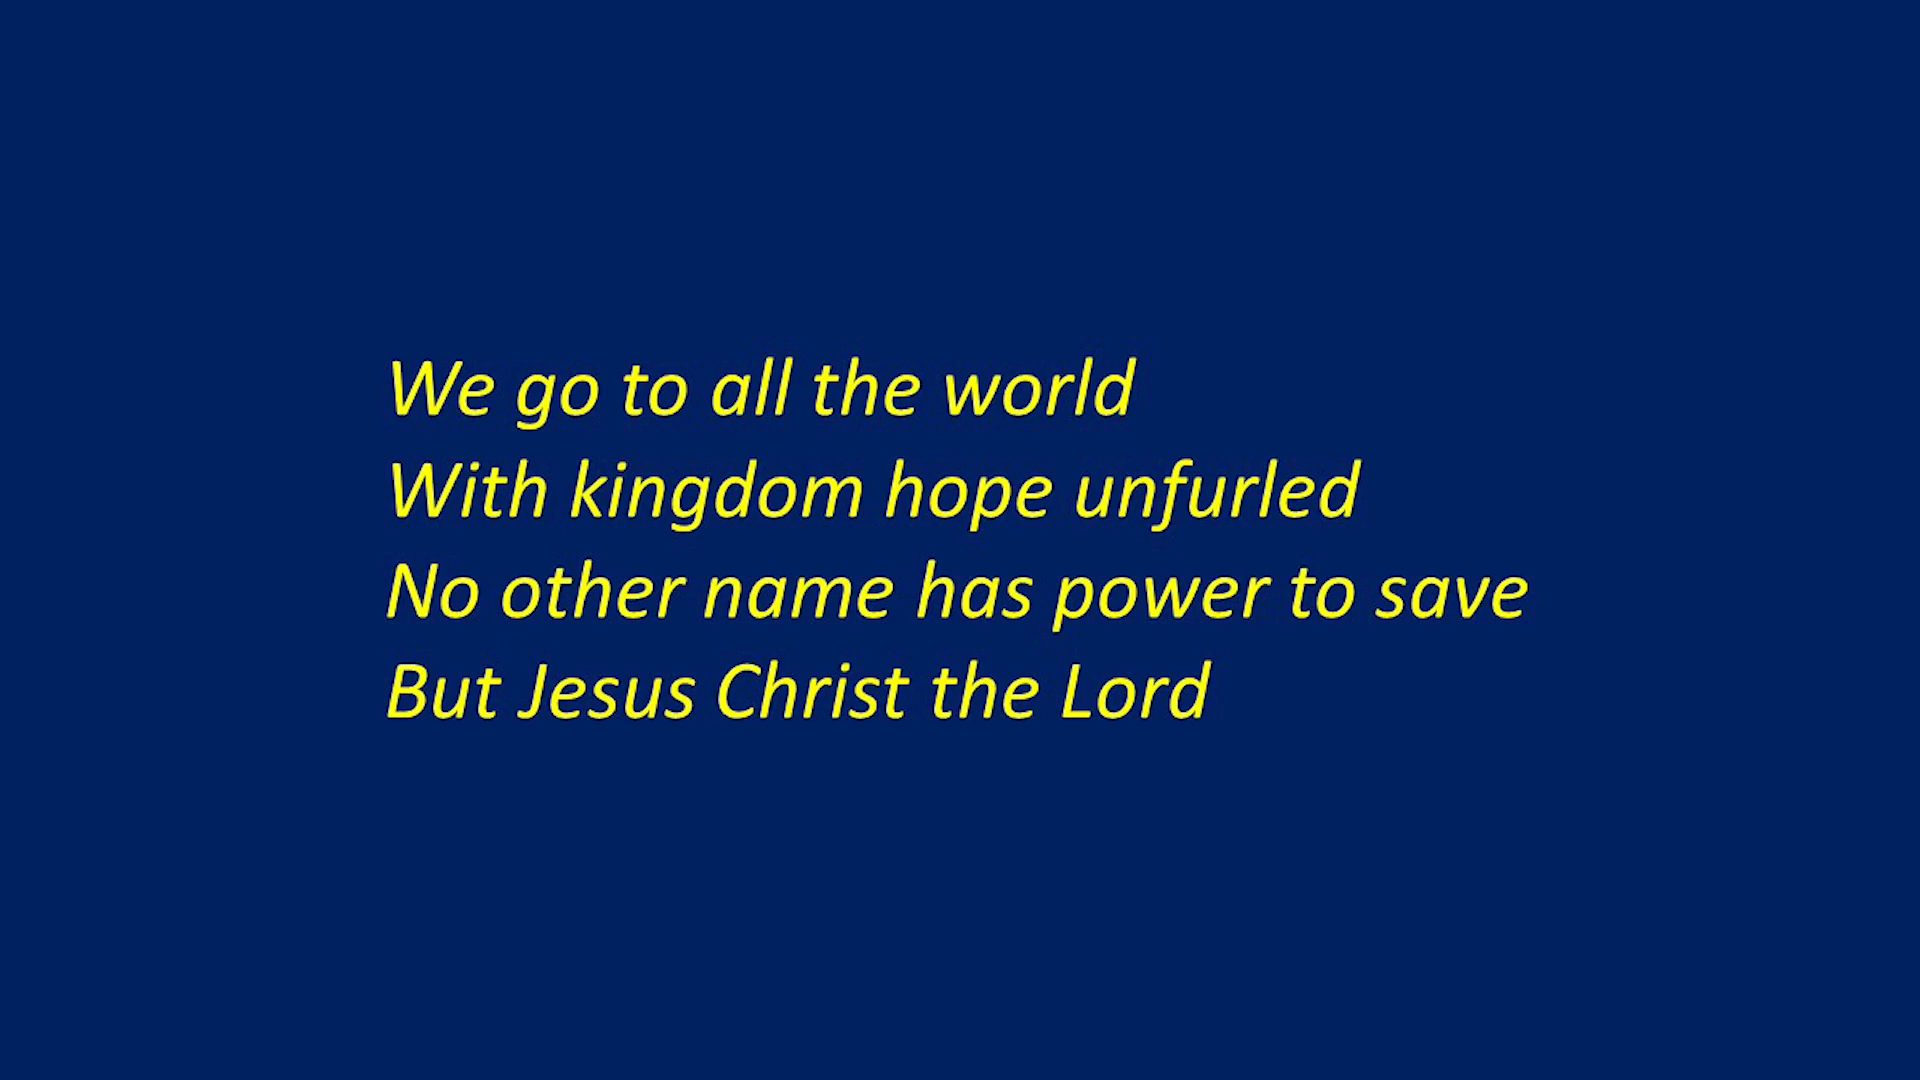 We go to all the world
With kingdom hope unfurled
No other name has power to save
But Jesus Christ the Lord